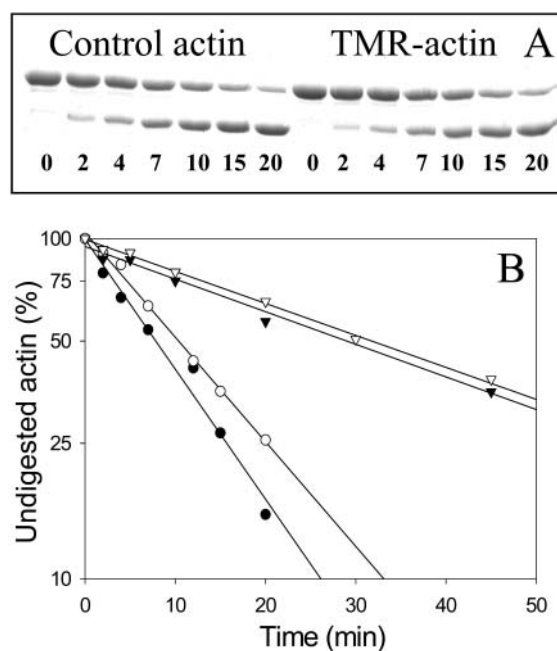 Control actin TMR-actin A
0 2 4 7 10 15 20 0 2 4 7 10 15 20
B
100
75
50
25
10
Undigested actin (%)
0 10 20 30 40 50
Time (min)